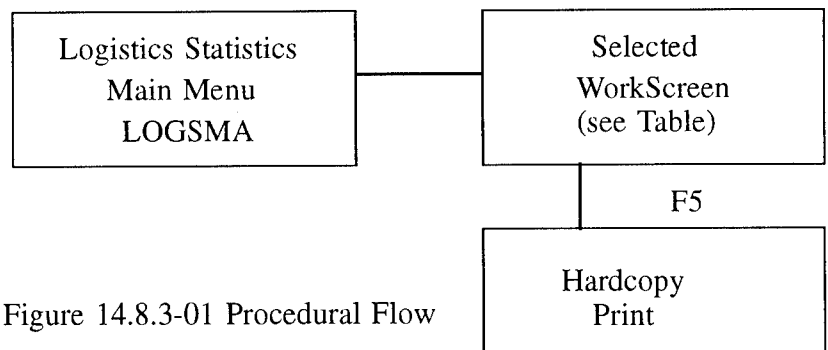 Logistics Statistics
Main Menu
LOGSMA
Selected
WorkScreen
(see Table)
F5
Hardcopy
Print
Figure 14.8.3-01 Procedural Flow